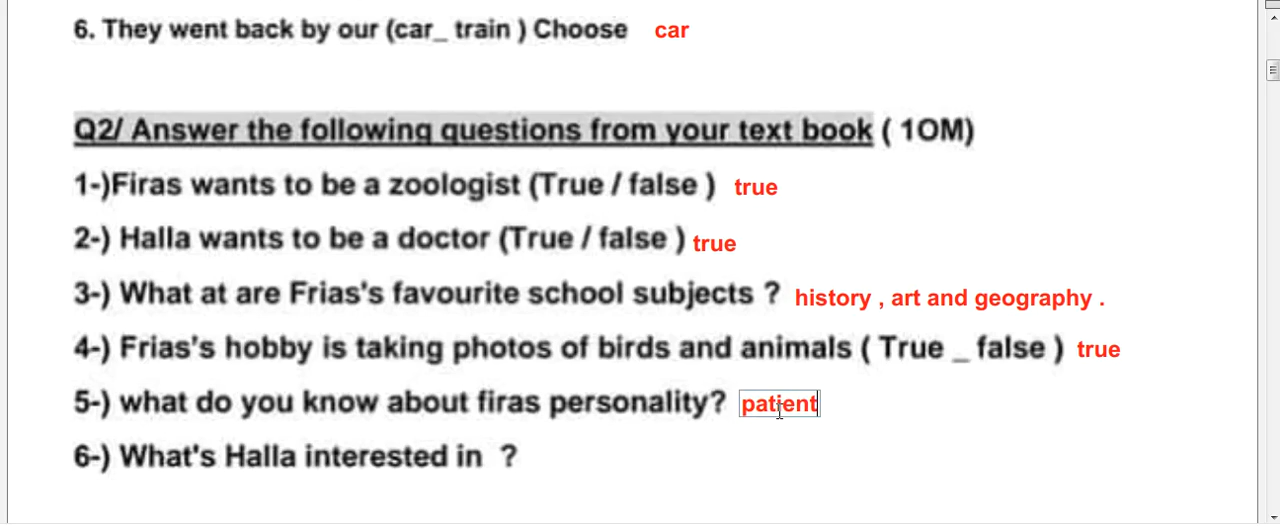 6. They went back by our (car_ train ) Choose car
Q2/ Answer the following questions from your text book ( 1OM)
1-)Firas wants to be a zoologist (True / false ) true
2-) Halla wants to be a doctor (True / false ) true
3-) What at are Frias's favourite school subjects ? history , art and geography .
4-) Frias's hobby is taking photos of birds and animals ( True _ false ) true
5-) what do you know about firas personality? patient
6-) What's Halla interested in ?